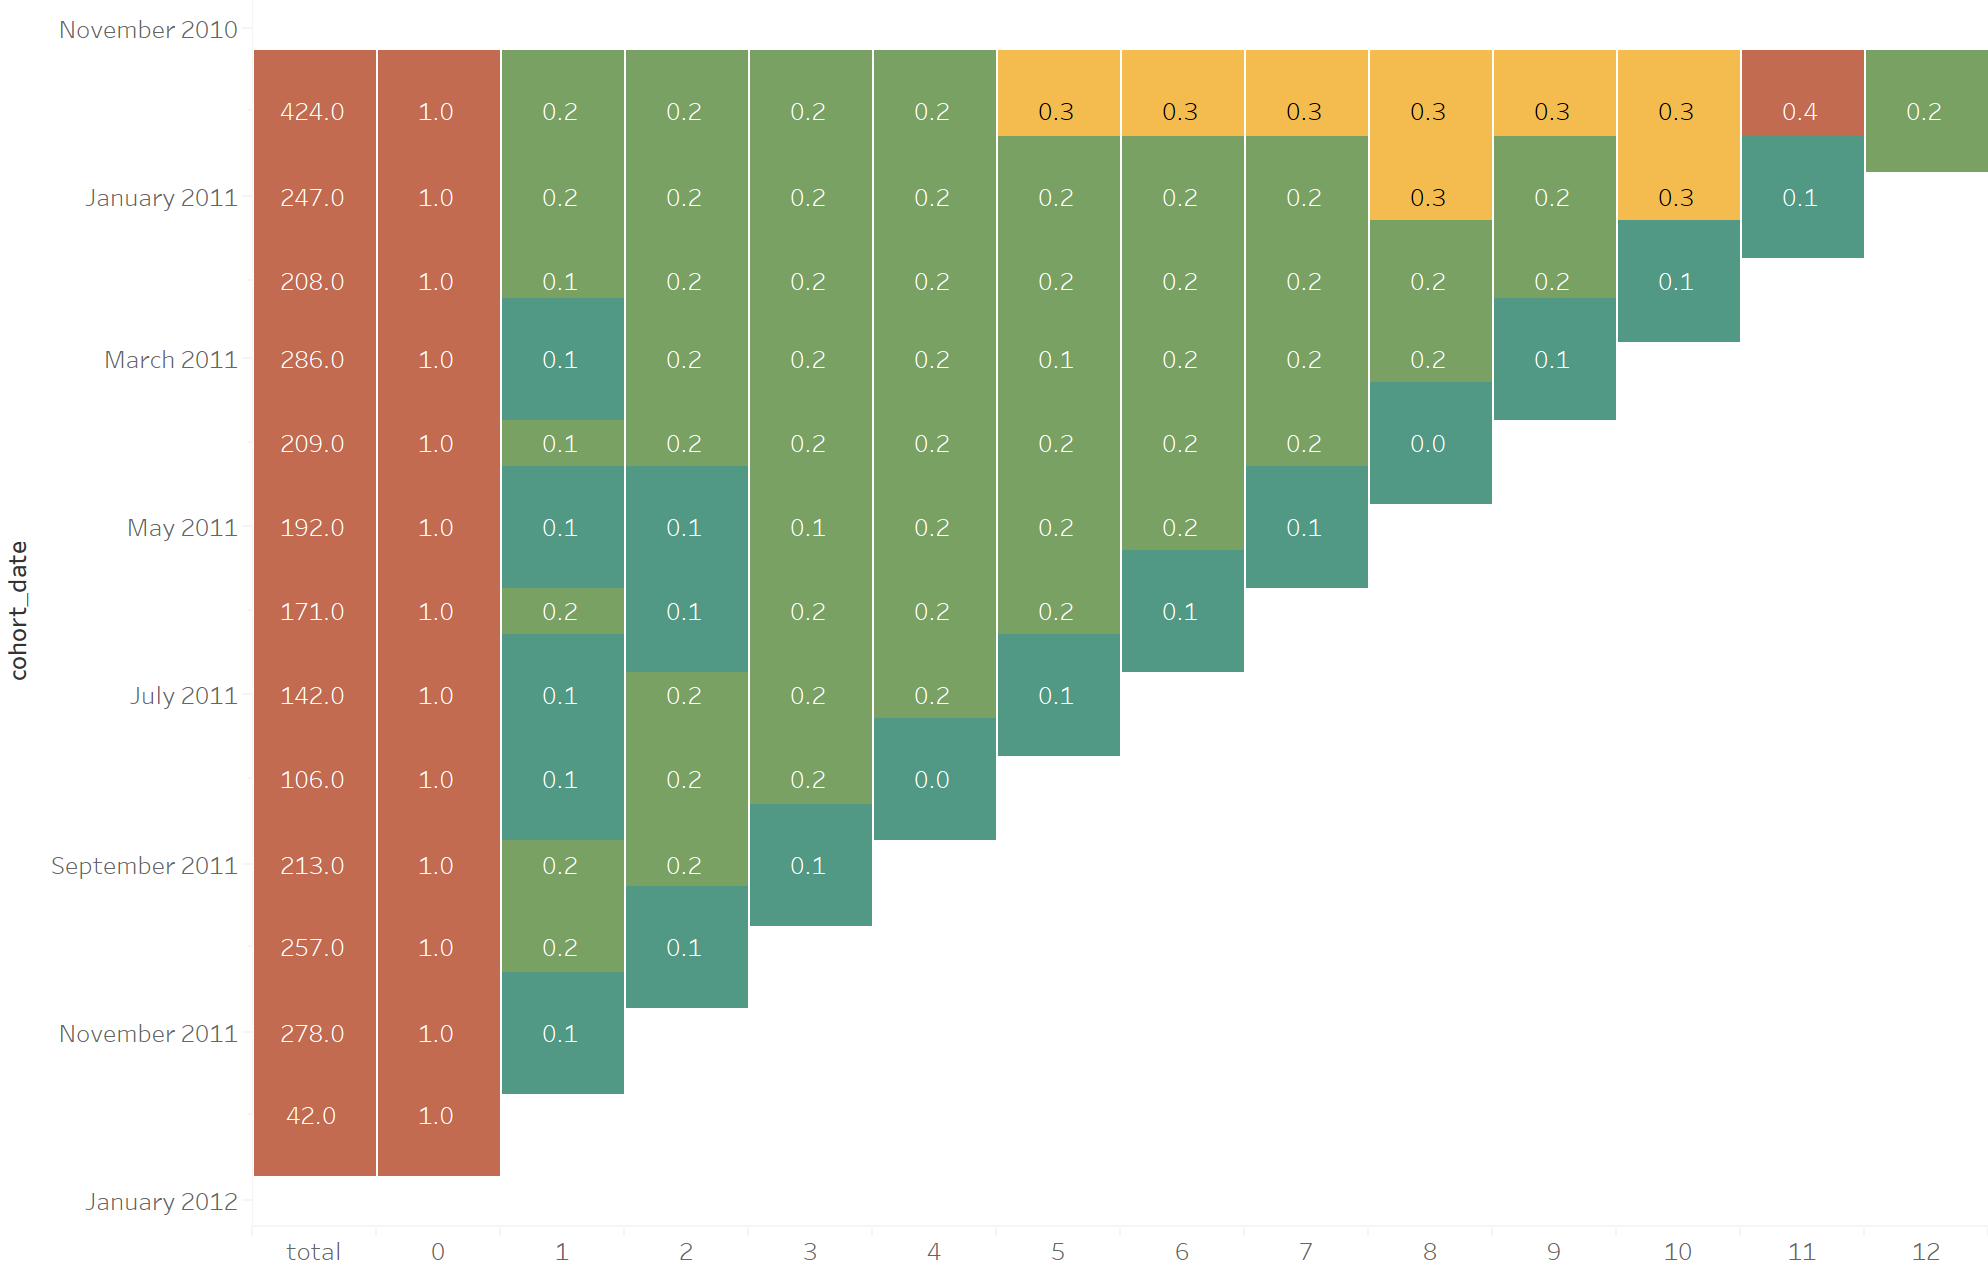 November 2010
424.0 1.0 0.2 0.2 0.2 0.2 0.3 0.3 0.3 0.3 0.3 0.3 0.4 0.2
January 2011 247.0 1.0 0.2 0.2 0.2 0.2 0.2 0.2 0.2 0.3 0.2 0.3 0.1
208.0 1.0 0.1 0.2 0.2 0.2 0.2 0.2 0.2 0.2 0.2 0.1
March 2011 286.0 1.0 0.1 0.2 0.2 0.2 0.1 0.2 0.2 0.2 0.1
209.0 1.0 0.1 0.2 0.2 0.2 0.2 0.2 0.2 0.0
May 2011 192.0 1.0 0.1 0.1 0.1 0.2 0.2 0.2 0.1
cohort_date
171.0 1.0 0.2 0.1 0.2 0.2 0.2 0.1
July 2011 142.0 1.0 0.1 0.2 0.2 0.2 0.1
106.0 1.0 0.1 0.2 0.2 0.0
September 2011 213.0 1.0 0.2 0.2 0.1
257.0 1.0 0.2 0.1
November 2011 278.0 1.0 0.1
42.0 1.0
January 2012
total 0 1 2 3 4 5 6 7 8 9 10 11 12